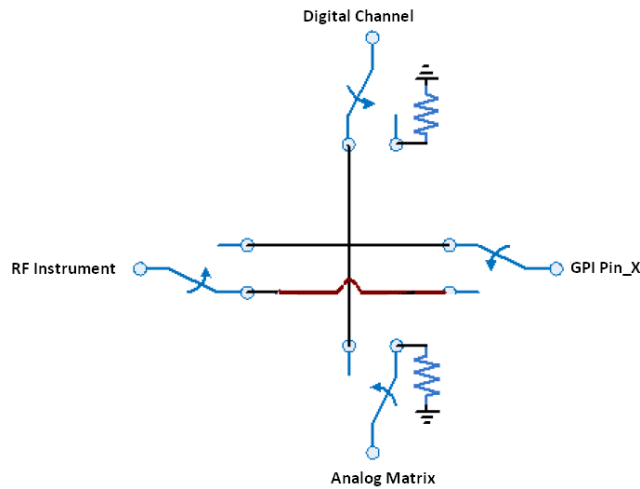 Digital Channel
RF Instrument
GPI Pin_X
Analog Matrix